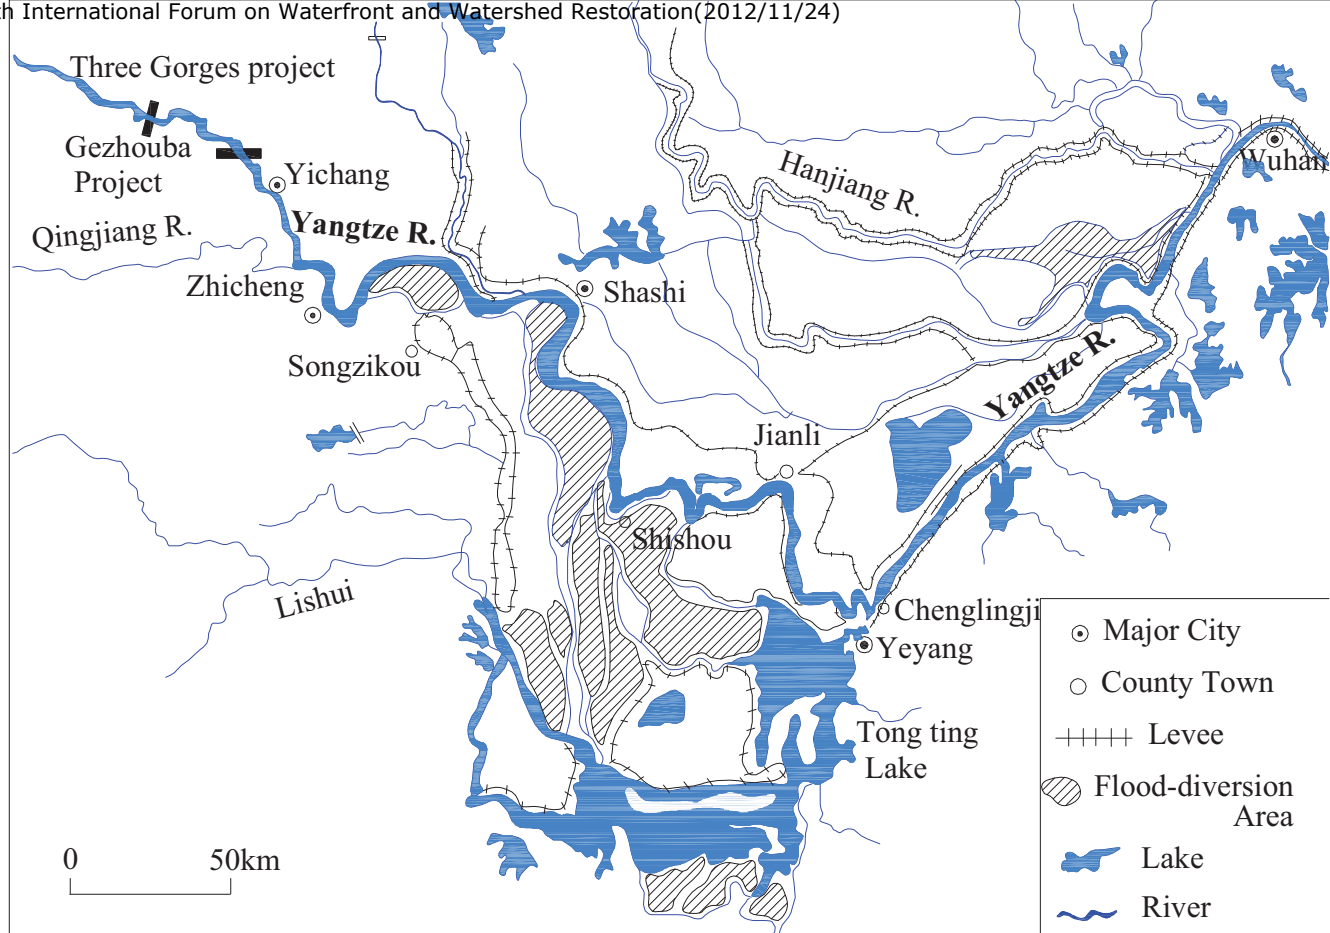 th International Forum on Waterfront and Watershed Restoration(2012/11/24)
Three Gorges project
Gezhouba
Project
Yichang
Qingjiang R.
Yangtze R.
Zhicheng
Songzikou
Shashi
Hanjiang R.
Wuhan
Yangtze R.
Jianli
Shishou
Lishui
Chenglingji
Yeyang
Tong ting
Lake
0 50km
Major City
County Town
Levee
Flood-diversion
Area
Lake
River